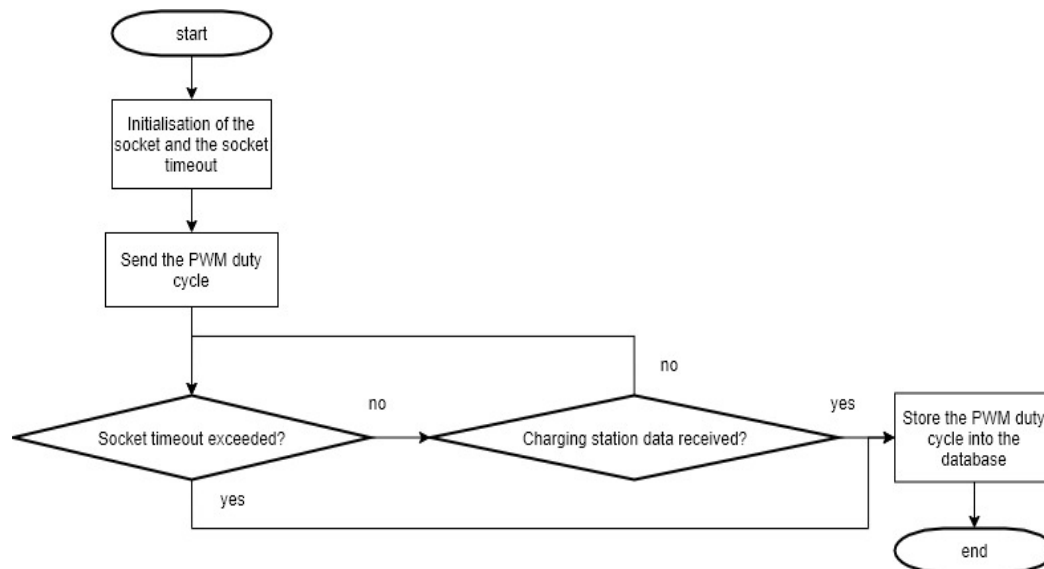 start
Initialisation of the
socket and the socket
timeout
Send the PWM duty
cycle
no
no
yes
Socket timeout exceeded?
Charging station data received?
Store the PWM duty
cycle into the
database
yes
end